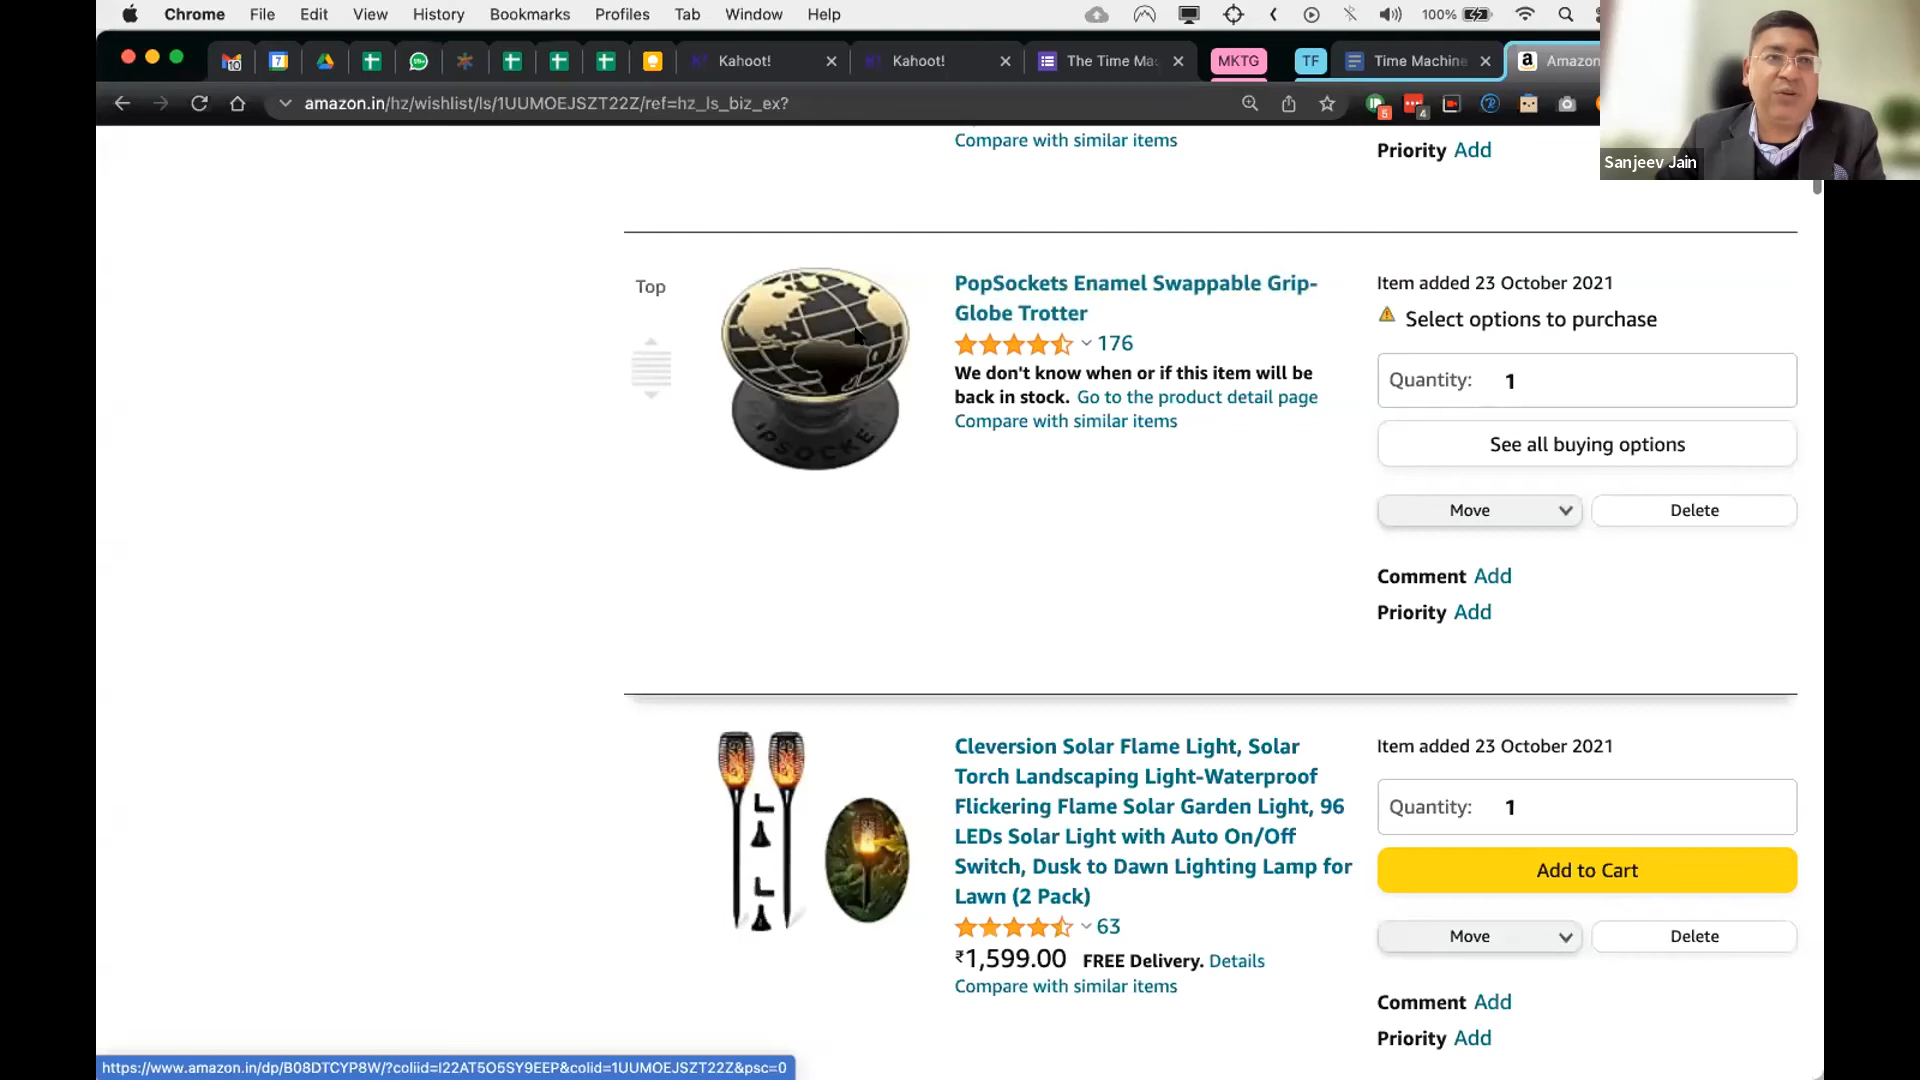 Chrome File Edit View History Bookmarks Profiles Tab Window Help 100%
Kahoot! Kahoot! The Time Ma MKTG TF Time Machine Amazon
amazon.in/hz/wishlist/ls/1UUMOEJSZT22Z/ref=hz_ls_biz_ex?
5 4
Sanjeev Jain
Compare with similar items
Priority Add
Top
PopSockets Enamel Swappable Grip-
Globe Trotter
176
We don't know when or if this item will be
back in stock. Go to the product detail page
Compare with similar items
Item added 23 October 2021
Select options to purchase
Quantity: 1
See all buying options
Move Delete
Comment Add
Priority Add
Cleversion Solar Flame Light, Solar
Torch Landscaping Light-Waterproof
Flickering Flame Solar Garden Light, 96
LEDs Solar Light with Auto On/Off
Switch, Dusk to Dawn Lighting Lamp for
Lawn (2 Pack)
63
₹1,599.00 FREE Delivery. Details
Compare with similar items
Item added 23 October 2021
Quantity: 1
Add to Cart
Move Delete
Comment Add
Priority Add
https://www.amazon.in/dp/B08DTCYP8W/?coliid=I22AT5O5SY9EEP&colid=1UUMOEJSZT22Z&psc=0